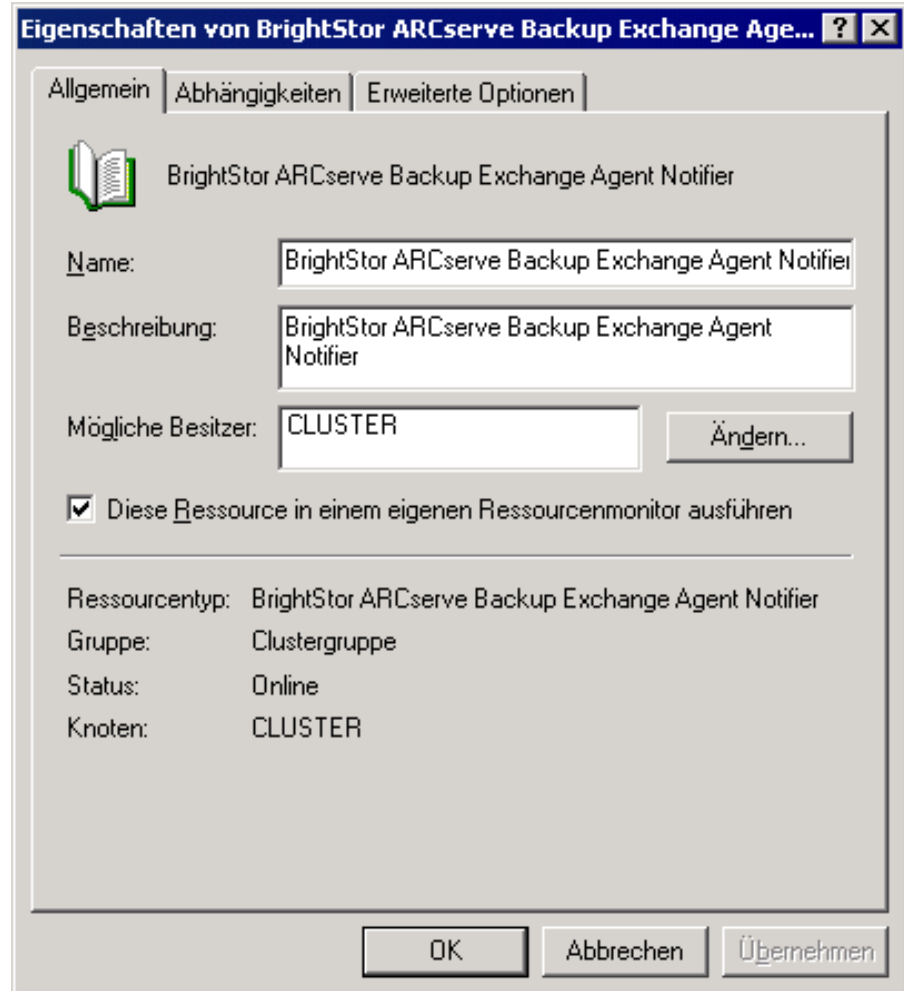 Eigenschaften von BrightStor ARCserve Backup Exchange Age...
Allgemein Abhängigkeiten Erweiterte Optionen
BrightStor ARCserve Backup Exchange Agent Notifier
Name: BrightStor ARCserve Backup Exchange Agent Notifier
Beschreibung: BrightStor ARCserve Backup Exchange Agent
Notifier
Mögliche Besitzer: CLUSTER Ändern...
Diese Ressource in einem eigenen Ressourcenmonitor ausführen
Ressourcentyp: BrightStor ARCserve Backup Exchange Agent Notifier
Gruppe: Clustergruppe
Status: Online
Knoten: CLUSTER
OK Abbrechen Übernehmen